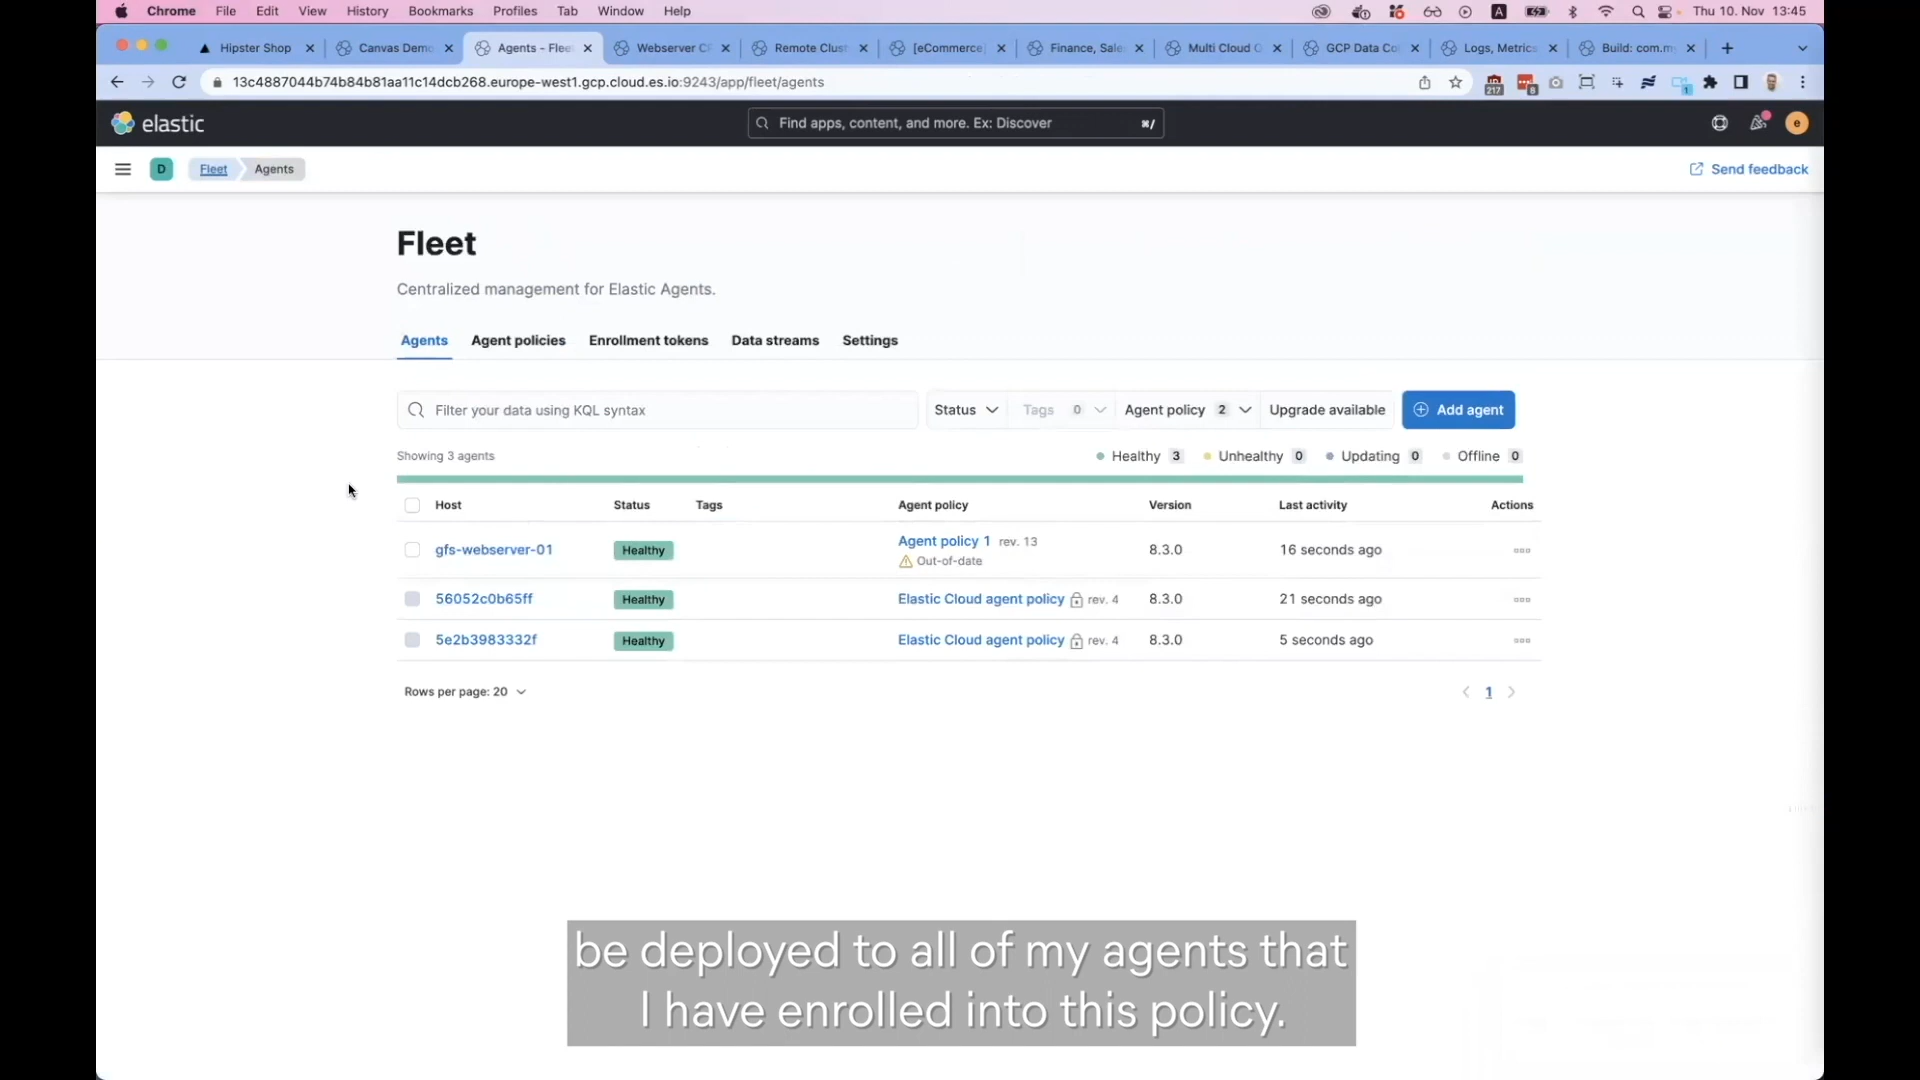 Chrome File Edit View History Bookmarks Profiles Tab Window Help A Thu 10. Nov 13:45
Hipster Shop Canvas Demo Agents - Flee Webserver C Remote Clust [eCommerce] Finance, Sale Multi Cloud GCP Data Co Logs, Metrics Build: com.m
13c4887044b74b84b81aa11c14dcb268.europe-west1.gcp.cloud.es.io:9243/app/fleet/agents 217 8 1
elastic Find apps, content, and more. Ex: Discover ⌘/ e
D Fleet Agents Send feedback
Fleet
Centralized management for Elastic Agents.
Agents Agent policies Enrollment tokens Data streams Settings
Filter your data using KQL syntax Status Tags 0 Agent policy 2 Upgrade available Add agent
Showing 3 agents Healthy 3 Unhealthy 0 Updating 0 Offline 0
Host Status Tags Agent policy Version Last activity Actions
gfs-webserver-01 Healthy Agent policy 1 rev. 13 8.3.0 16 seconds ago
Out-of-date
56052c0b65ff Healthy Elastic Cloud agent policy rev. 4 8.3.0 21 seconds ago
5e2b3983332f Healthy Elastic Cloud agent policy rev. 4 8.3.0 5 seconds ago
Rows per page: 20 1
be deployed to all of my agents that
I have enrolled into this policy.